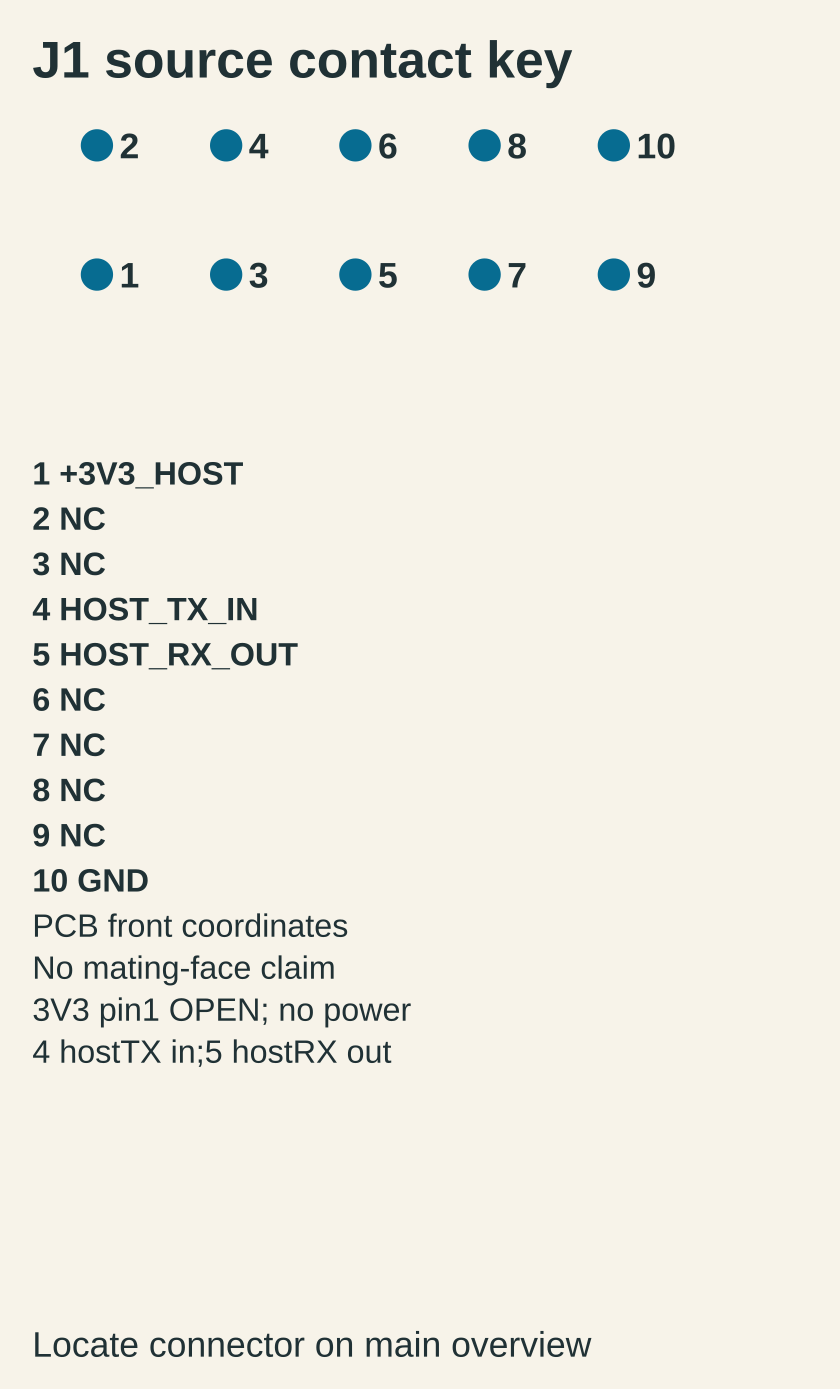 J1 source contact key
2 4 6 8 10
1 3 5 7 9
1 +3V3_HOST
2 NC
3 NC
4 HOST_TX_IN
5 HOST_RX_OUT
6 NC
7 NC
8 NC
9 NC
10 GND
PCB front coordinates
No mating-face claim
3V3 pin1 OPEN; no power
4 hostTX in;5 hostRX out
Locate connector on main overview